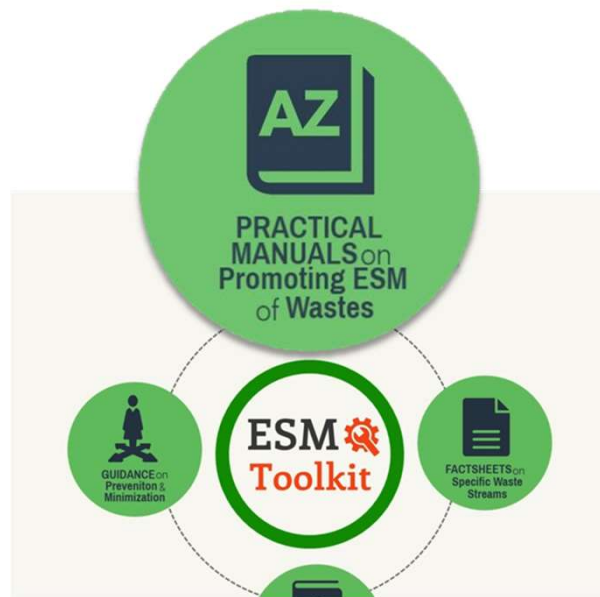 AZ
PRACTICAL
MANUALS on
Promoting ESM
of Wastes
ESM
Toolkit
GUIDANCE on
Preveniton &
Minimization
FACTSHEETS on
Specific Waste
Streams